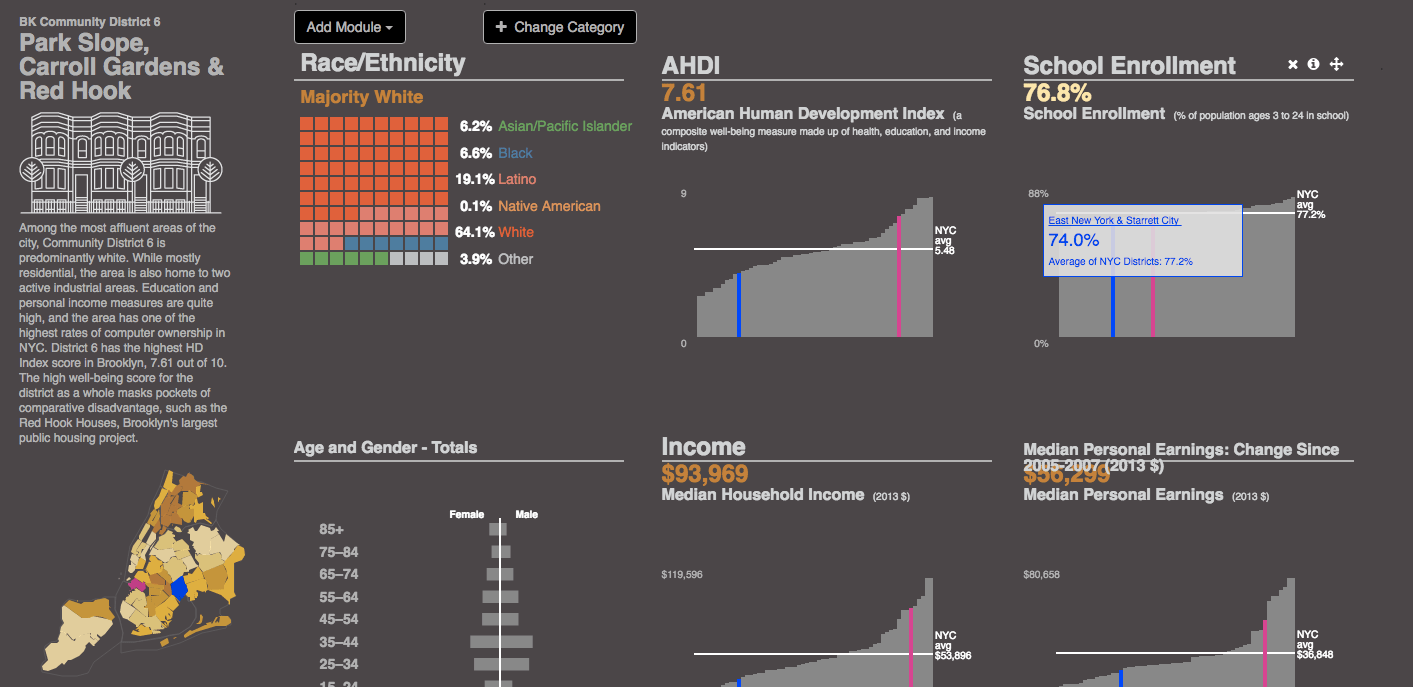 BK Community District 6
Park Slope,
Carroll Gardens &
Red Hook
Among the most affluent areas of the
city, Community District 6 is
predominantly white. While mostly
residential, the area is also home to two
active industrial areas. Education and
personal income measures are quite
high, and the area has one of the
highest rates of computer ownership in
NYC. District 6 has the highest HD
Index score in Brooklyn, 7.61 out of 10.
The high well-being score for the
district as a whole masks pockets of
comparative disadvantage, such as the
Red Hook Houses, Brooklyn's largest
public housing project.
Add Module
Change Category
Race/Ethnicity
Majority White
6.2% Asian/Pacific Islander
6.6% Black
19.1% Latino
0.1% Native American
64.1% White
3.9% Other
AHDI
7.61
American Human Development Index (a
composite well-being measure made up of health, education, and income
indicators)
9
NYC
avg
5.48
0
School Enrollment
76.8%
School Enrollment (% of population ages 3 to 24 in school)
88%
NYC
avg
77.2%
East New York & Starrett City
74.0%
Average of NYC Districts: 77.2%
0%
Age and Gender - Totals
Female Male
85+
75–84
65–74
55–64
45–54
35–44
25–34
15–24
Income
$93,969
Median Household Income (2013 $)
$119,596
NYC
avg
$53,896
Median Personal Earnings: Change Since
2005-2007 (2013 $)
$56,299
Median Personal Earnings (2013 $)
$80,658
NYC
avg
$36,848